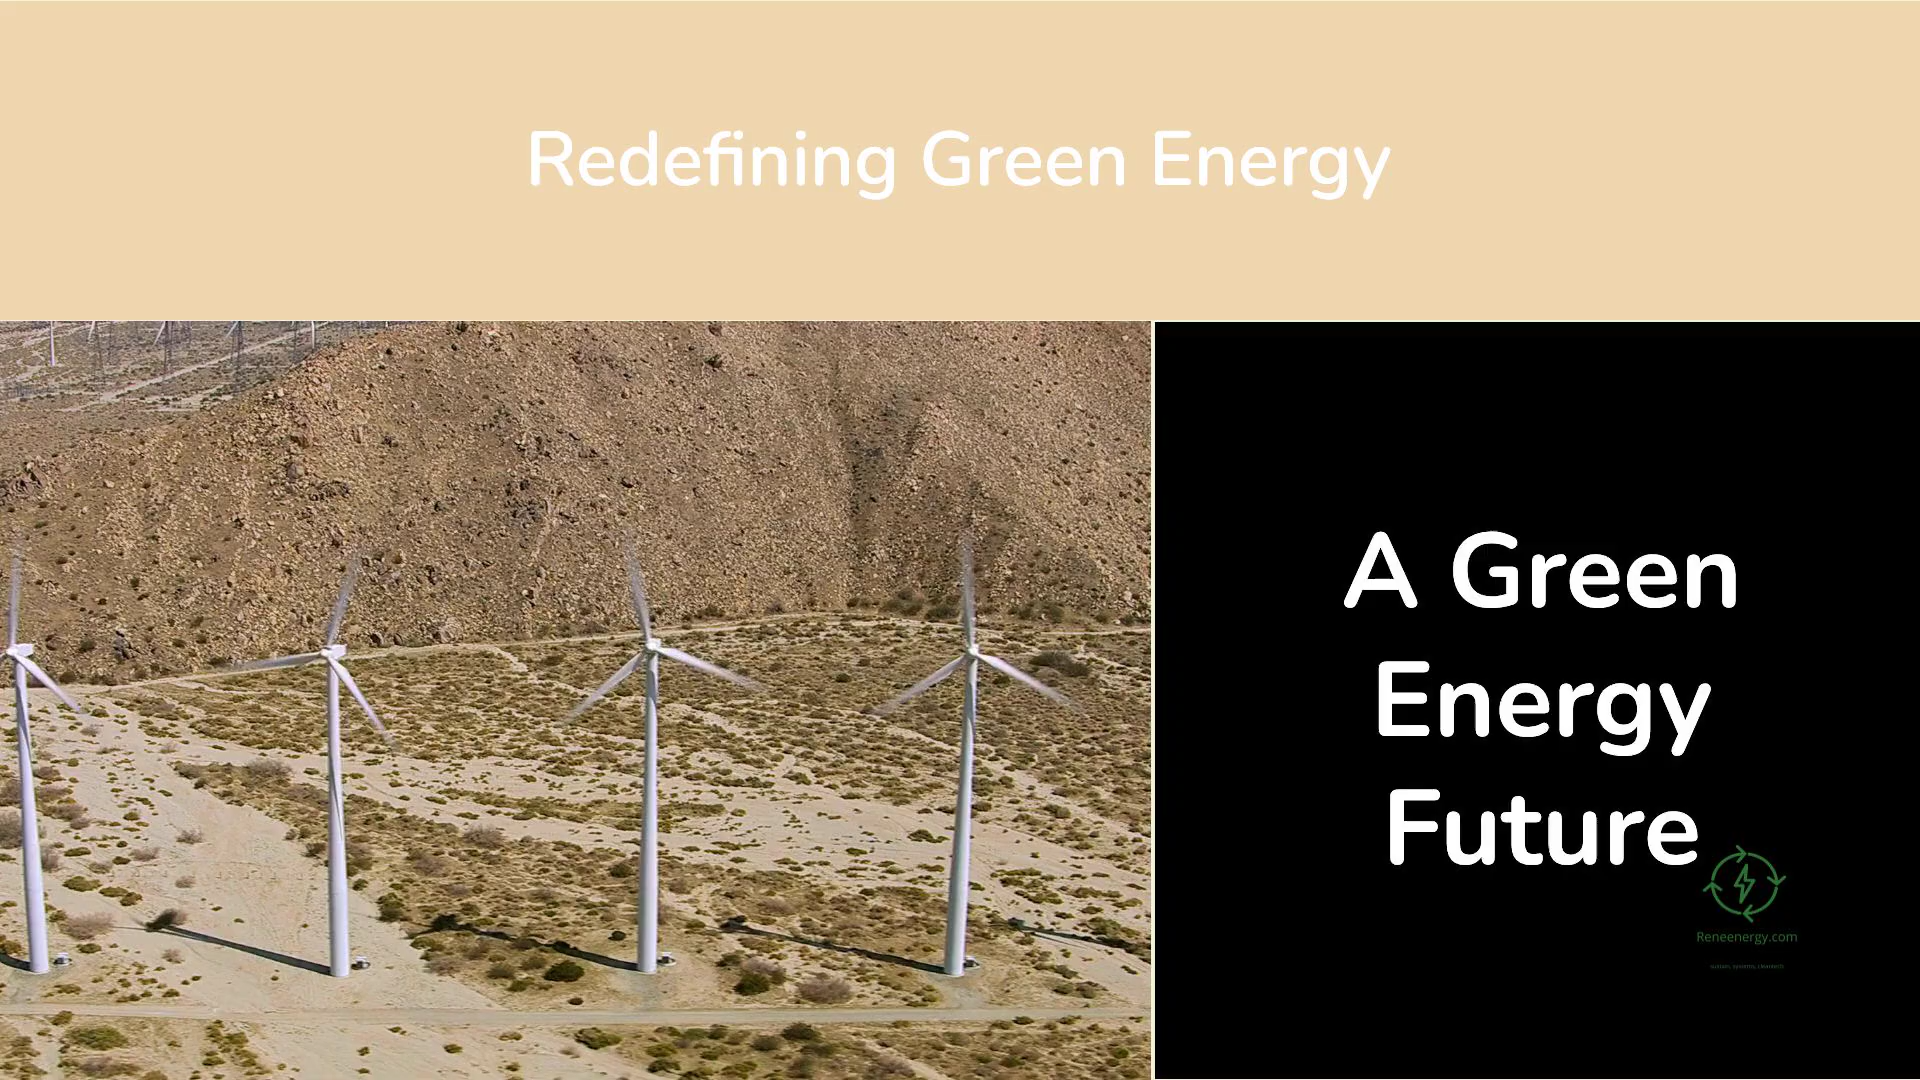 Redefining Green Energy
A Green
Energy
Future
Reneenergy.com